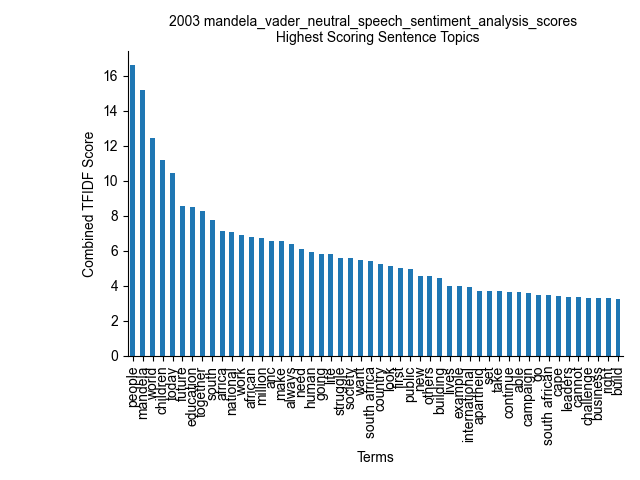 2003 mandela_vader_neutral_speech_sentiment_analysis_scores
Highest Scoring Sentence Topics
Combined TFIDF Score
16
14
12
10
8
6
4
2
0
people
mandela
world
children
today
future
education
together
south
africa
national
work
african
million
anc
make
always
need
human
going
life
struggle
society
want
south africa
country
look
first
public
new
others
building
lives
example
international
apartheid
set
take
continue
able
campaign
go
south african
cape
leaders
cannot
challenge
business
right
build
Terms